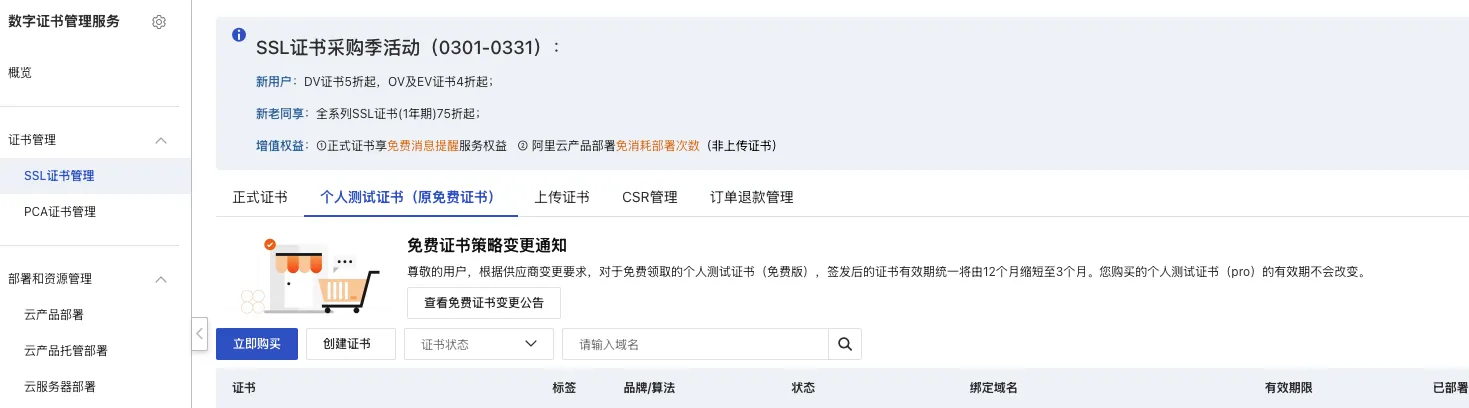 数字证书管理服务
概览
证书管理
SSL证书管理
PCA证书管理
部署和资源管理
云产品部署
云产品托管部署
云服务器部署
SSL证书采购季活动（0301-0331）：
新用户：DV证书5折起，OV及EV证书4折起；
新老同享：全系列SSL证书(1年期)75折起；
增值权益：①正式证书享免费消息提醒服务权益 ② 阿里云产品部署免消耗部署次数（非上传证书）
正式证书 个人测试证书（原免费证书） 上传证书 CSR管理 订单退款管理
免费证书策略变更通知
尊敬的用户，根据供应商变更要求，对于免费领取的个人测试证书（免费版），签发后的证书有效期统一将由12个月缩短至3个月。您购买的个人测试证书（pro）的有效期不会改变。
查看免费证书变更公告
立即购买 创建证书 证书状态 请输入域名
证书 标签 品牌/算法 状态 绑定域名 有效期限 已部署